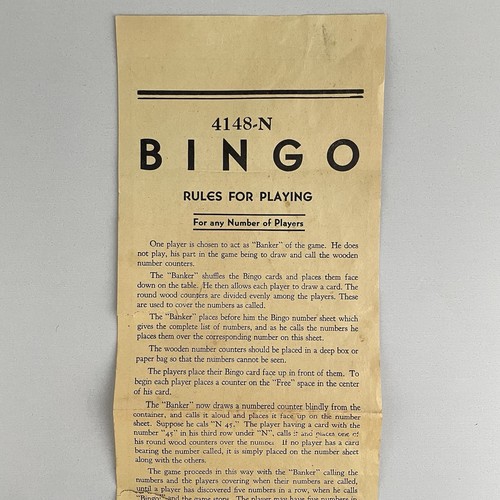 4148-N
BINGO
RULES FOR PLAYING
For any Number of Players
One player is chosen to act as "Banker" of the game. He does
not play, his part in the game being to draw and call the wooden
number counters.
The "Banker" shuffles the Bingo cards and places them face
down on the table. He then allows each player to draw a card. The
round wood counters are divided evenly among the players. These
are used to cover the numbers as called.
The "Banker" places before him the Bingo number sheet which
gives the complete list of numbers, and as he calls the numbers he
places them over the corresponding number on this sheet.
The wooden number counters should be placed in a deep box or
paper bag so that the numbers cannot be seen.
The players place their Bingo card face up in front of them. To
begin each player places a counter on the "Free" space in the center
of his card.
The "Banker" now draws a numbered counter blindly from the
container, and calls it aloud and places it face up on the number
sheet. Suppose he cals "N 45." The player having a card with the
number "45" in his third row under "N", calls it and places one of
his round wood counters over the number. If no player has a card
bearing the number called, it is simply placed on the number sheet
along with the others.
The game proceeds in this way with the "Banker" calling the
numbers and the players covering their numbers are called,
until a player has discovered five numbers in a row, when he calls
"Bingo" and the game stops. The player may have five numbers in